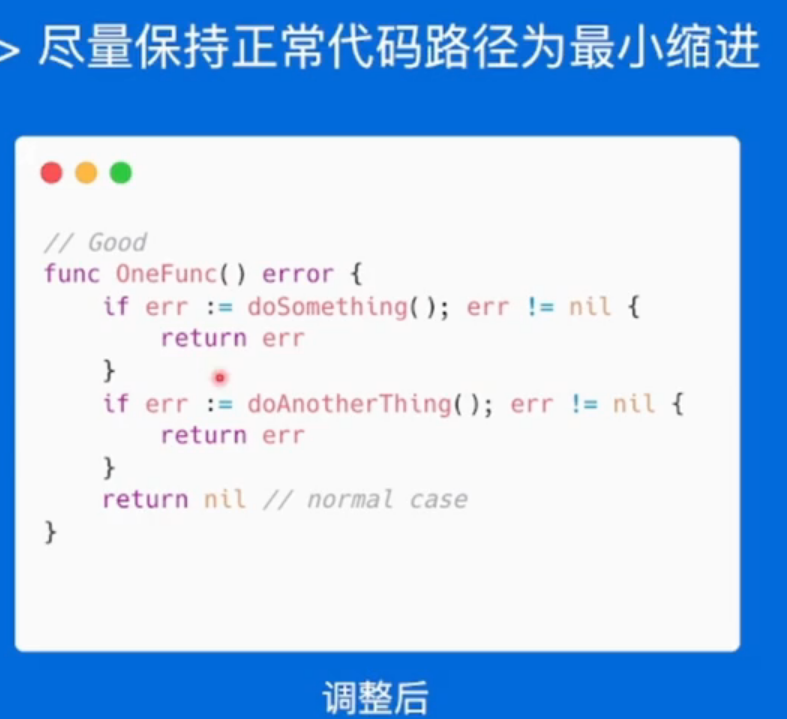 > 尽量保持正常代码路径为最小缩进
// Good
func OneFunc() error {
    if err := doSomething(); err != nil {
        return err
    }
    if err := doAnotherThing(); err != nil {
        return err
    }
    return nil // normal case
}
调整后